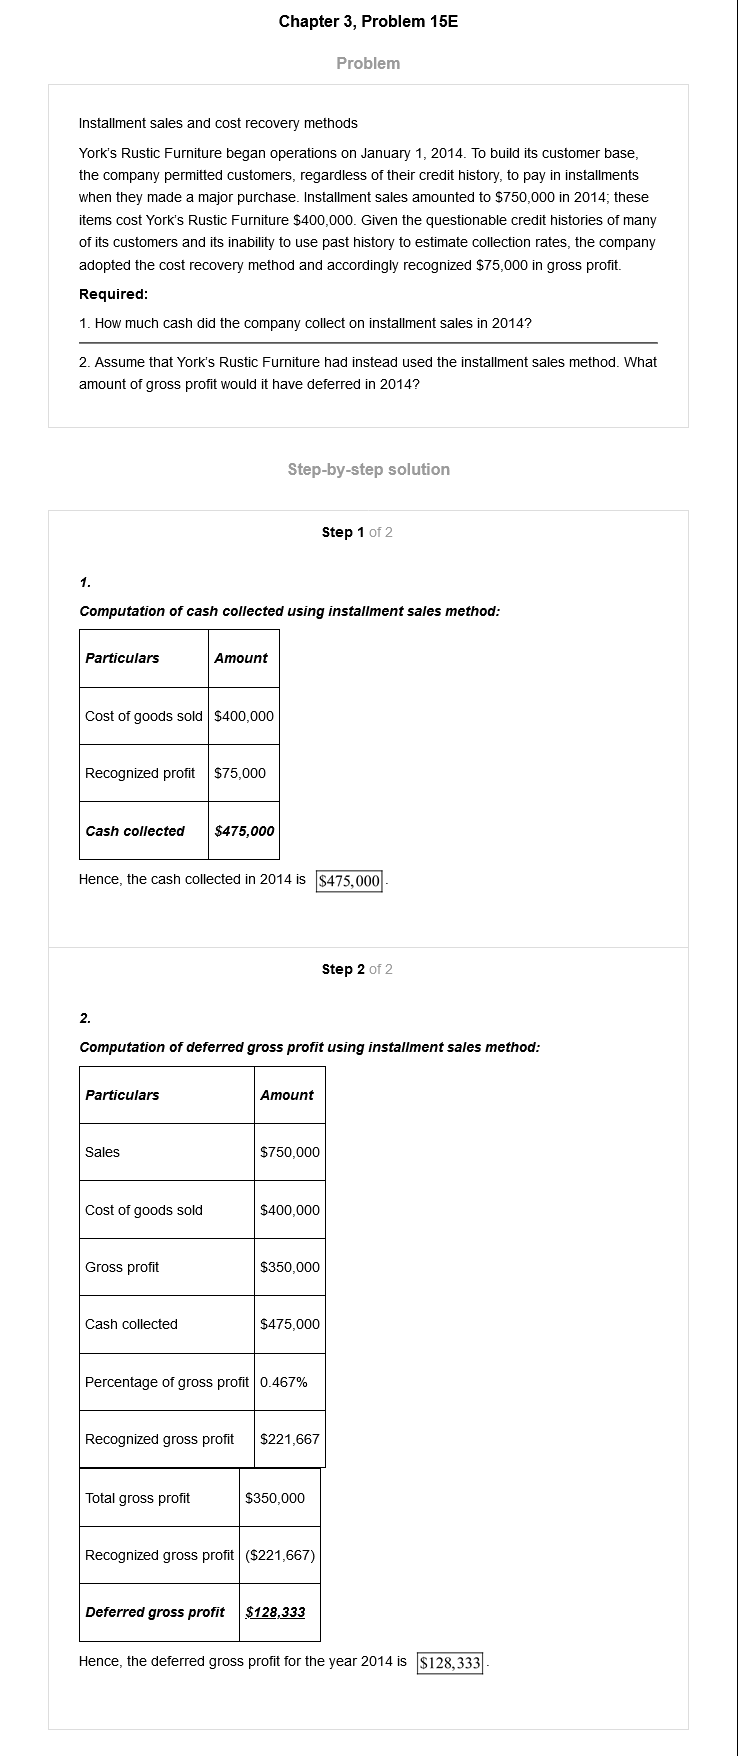 Chapter 3, Problem 15E
Problem
Installment sales and cost recovery methods
York's Rustic Furniture began operations on January 1, 2014. To build its customer base,
the company permitted customers, regardless of their credit history, to pay in installments
when they made a major purchase. Installment sales amounted to $750,000 in 2014; these
items cost York's Rustic Furniture $400,000. Given the questionable credit histories of many
of its customers and its inability to use past history to estimate collection rates, the company
adopted the cost recovery method and accordingly recognized $75,000 in gross profit.
Required:
1. How much cash did the company collect on installment sales in 2014?
2. Assume that York's Rustic Furniture had instead used the installment sales method. What
amount of gross profit would it have deferred in 2014?
Step-by-step solution
Step 1 of 2
1.
Computation of cash collected using installment sales method:
Particulars Amount
Cost of goods sold $400,000
Recognized profit $75,000
Cash collected $475,000
Hence, the cash collected in 2014 is $475,000.
Step 2 of 2
2.
Computation of deferred gross profit using installment sales method:
Particulars Amount
Sales $750,000
Cost of goods sold $400,000
Gross profit $350,000
Cash collected $475,000
Percentage of gross profit 0.467%
Recognized gross profit $221,667
Total gross profit $350,000
Recognized gross profit ($221,667)
Deferred gross profit $128,333
Hence, the deferred gross profit for the year 2014 is $128,333.